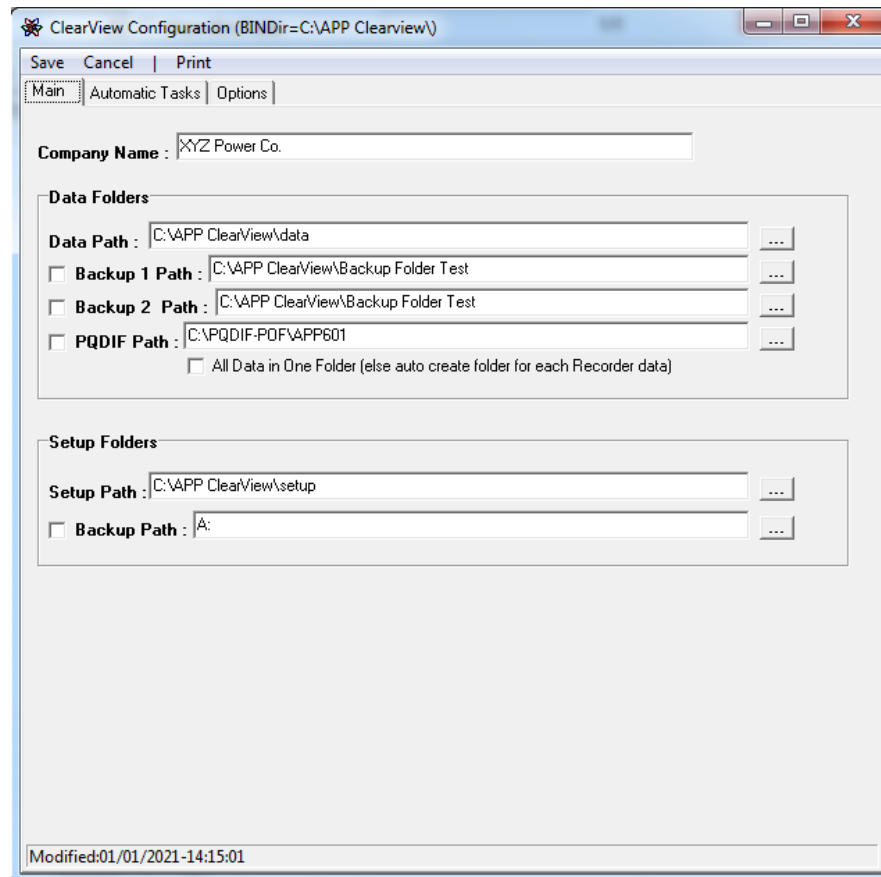 ClearView Configuration (BINDir=C:\APP Clearview\)
Save Cancel | Print
Main Automatic Tasks Options
Company Name : XYZ Power Co.
Data Folders
Data Path : C:\APP ClearView\data ...
Backup 1 Path : C:\APP ClearView\Backup Folder Test ...
Backup 2 Path : C:\APP ClearView\Backup Folder Test ...
PQDIF Path : C:\PQDIF-POF\APP601 ...
All Data in One Folder (else auto create folder for each Recorder data)
Setup Folders
Setup Path : C:\APP ClearView\setup ...
Backup Path : A: ...
Modified:01/01/2021-14:15:01